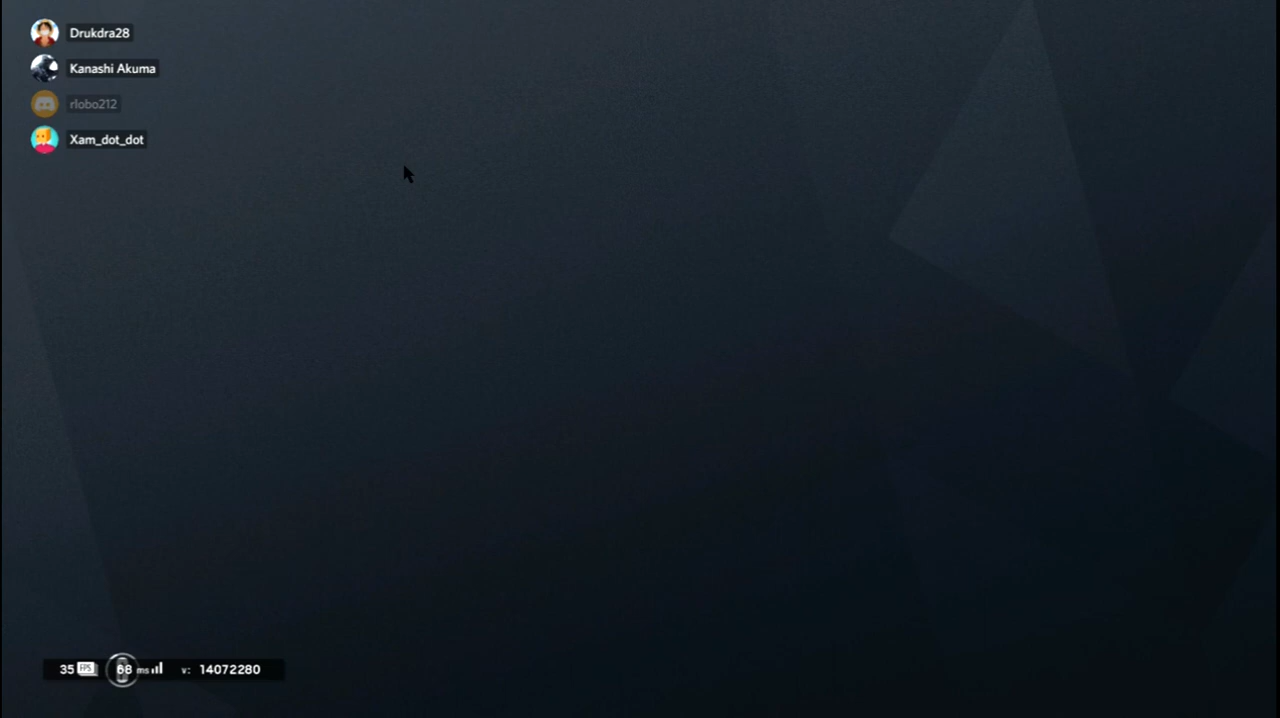 Drukdra28
Kanashi Akuma
rlobo212
Xam_dot_dot
35 FPS 68 ms v: 14072280